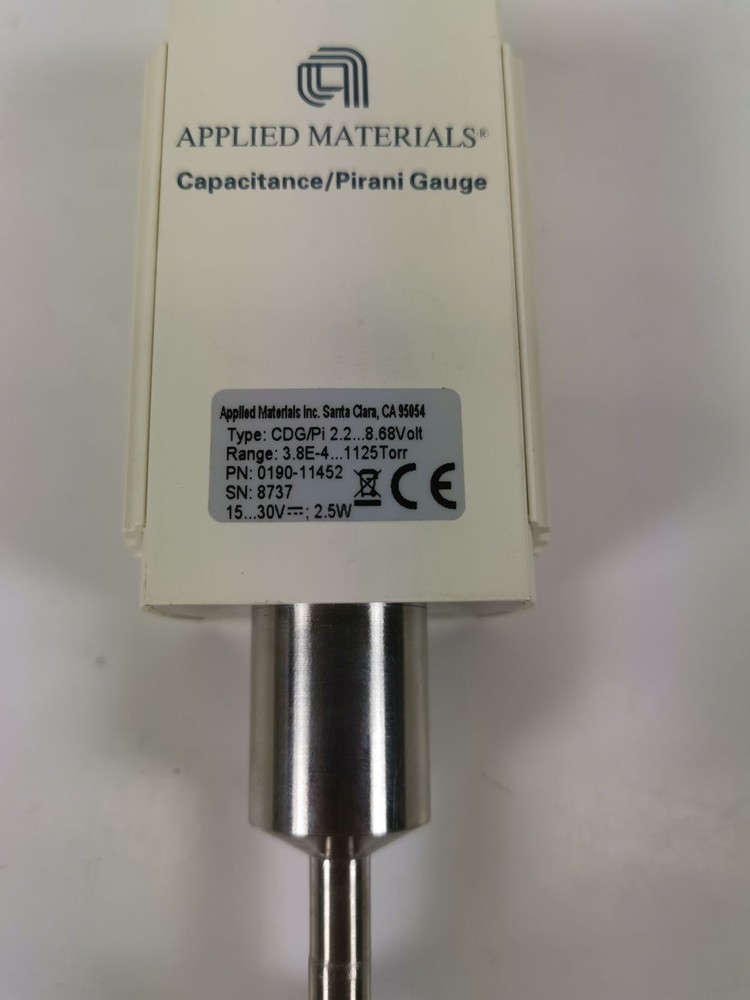 APPLIED MATERIALS®
Capacitance/Pirani Gauge
Applied Materials Inc. Santa Clara, CA 95054
Type: CDG/Pi 2.2...8.68Volt
Range: 3.8E-4...1125Torr
PN: 0190-11452
SN: 8737
15...30V⎓; 2.5W
CE